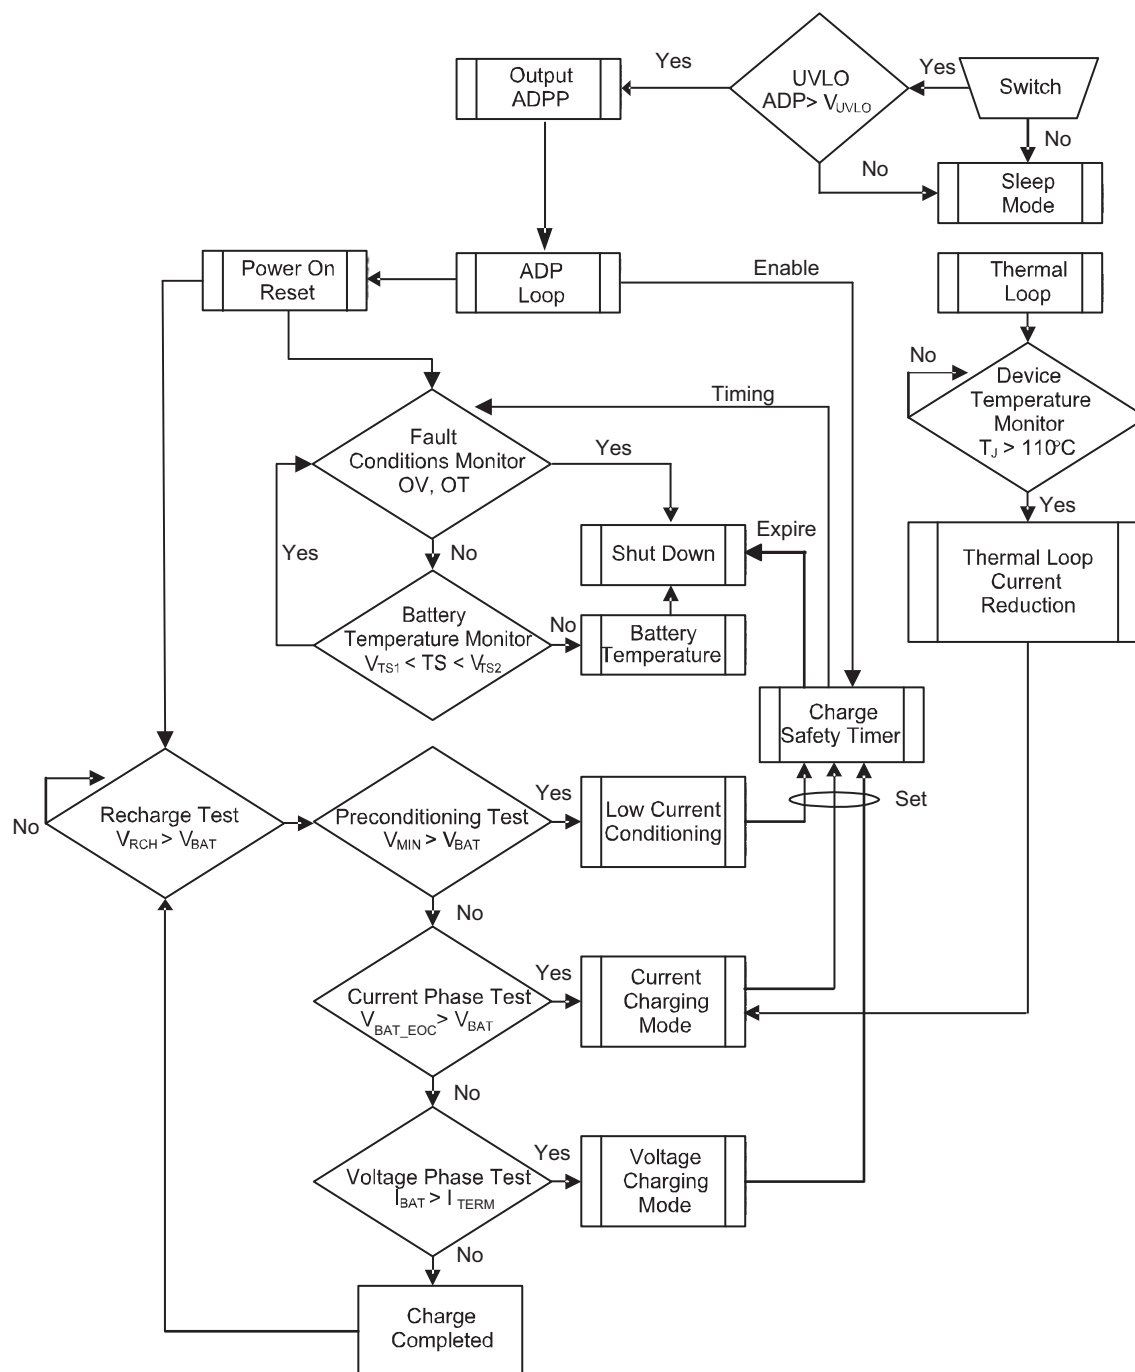 Yes
Output
ADPP
UVLO
ADP> VUVLO
Yes
Switch
No
No
Sleep
Mode
Power On
Reset
ADP
Loop
Enable
Thermal
Loop
No
Device
Temperature
Monitor
TJ > 110°C
Timing
Fault
Conditions Monitor
OV, OT
Yes
Yes
No
Expire
Shut Down
Yes
Thermal Loop
Current
Reduction
Battery
Temperature Monitor
VTS1 < TS < VTS2
No
Battery
Temperature
Charge
Safety Timer
No
Recharge Test
VRCH > VBAT
Preconditioning Test
VMIN > VBAT
Yes
Low Current
Conditioning
Set
No
Current Phase Test
VBAT_EOC > VBAT
Yes
Current
Charging
Mode
No
Voltage Phase Test
IBAT > ITERM
Yes
Voltage
Charging
Mode
No
Charge
Completed